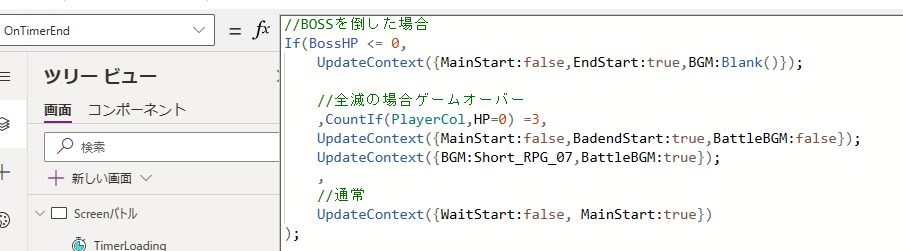 OnTimerEnd
= fx
//BOSSを倒した場合
If(BossHP <= 0,
UpdateContext({MainStart:false,EndStart:true,BGM:Blank()});
//全滅の場合ゲームオーバー
,CountIf(PlayerCol,HP=0) =3,
UpdateContext({MainStart:false,BadendStart:true,BattleBGM:false});
UpdateContext({BGM:Short_RPG_07,BattleBGM:true});
,
//通常
UpdateContext({WaitStart:false, MainStart:true})
);
ツリー ビュー
画面 コンポーネント
検索
新しい画面
Screenバトル
TimerLoading